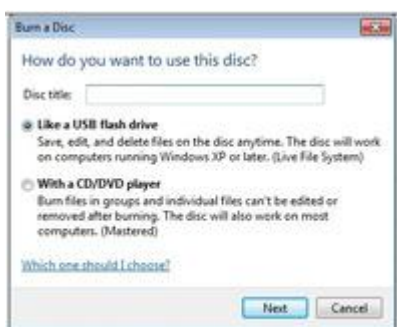 Burn a Disc
How do you want to use this disc?
Disc title:
Like a USB flash drive
Save, edit, and delete files on the disc anytime. The disc will work
on computers running Windows XP or later. (Live File System)
With a CD/DVD player
Burn files in groups and individual files can't be edited or
removed after burning. The disc will also work on most
computers. (Mastered)
Which one should I choose?
Next Cancel